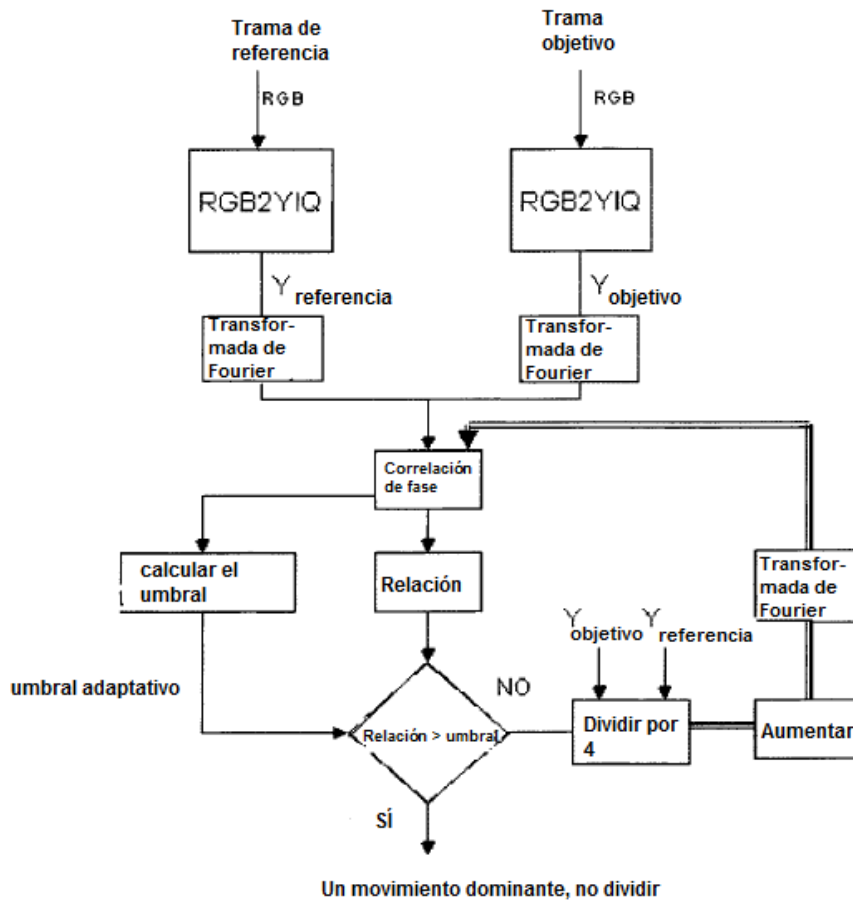 Trama de
referencia
Trama
objetivo
RGB
RGB
RGB2YIQ
RGB2YIQ
Y referencia
Y objetivo
Transfor-
mada de
Fourier
Transfor-
mada de
Fourier
Correlación
de fase
calcular el
umbral
Relación
Transfor-
mada de
Fourier
Y objetivo
Y referencia
umbral adaptativo
NO
Relación > umbral
Dividir por
4
Aumentar
SÍ
Un movimiento dominante, no dividir